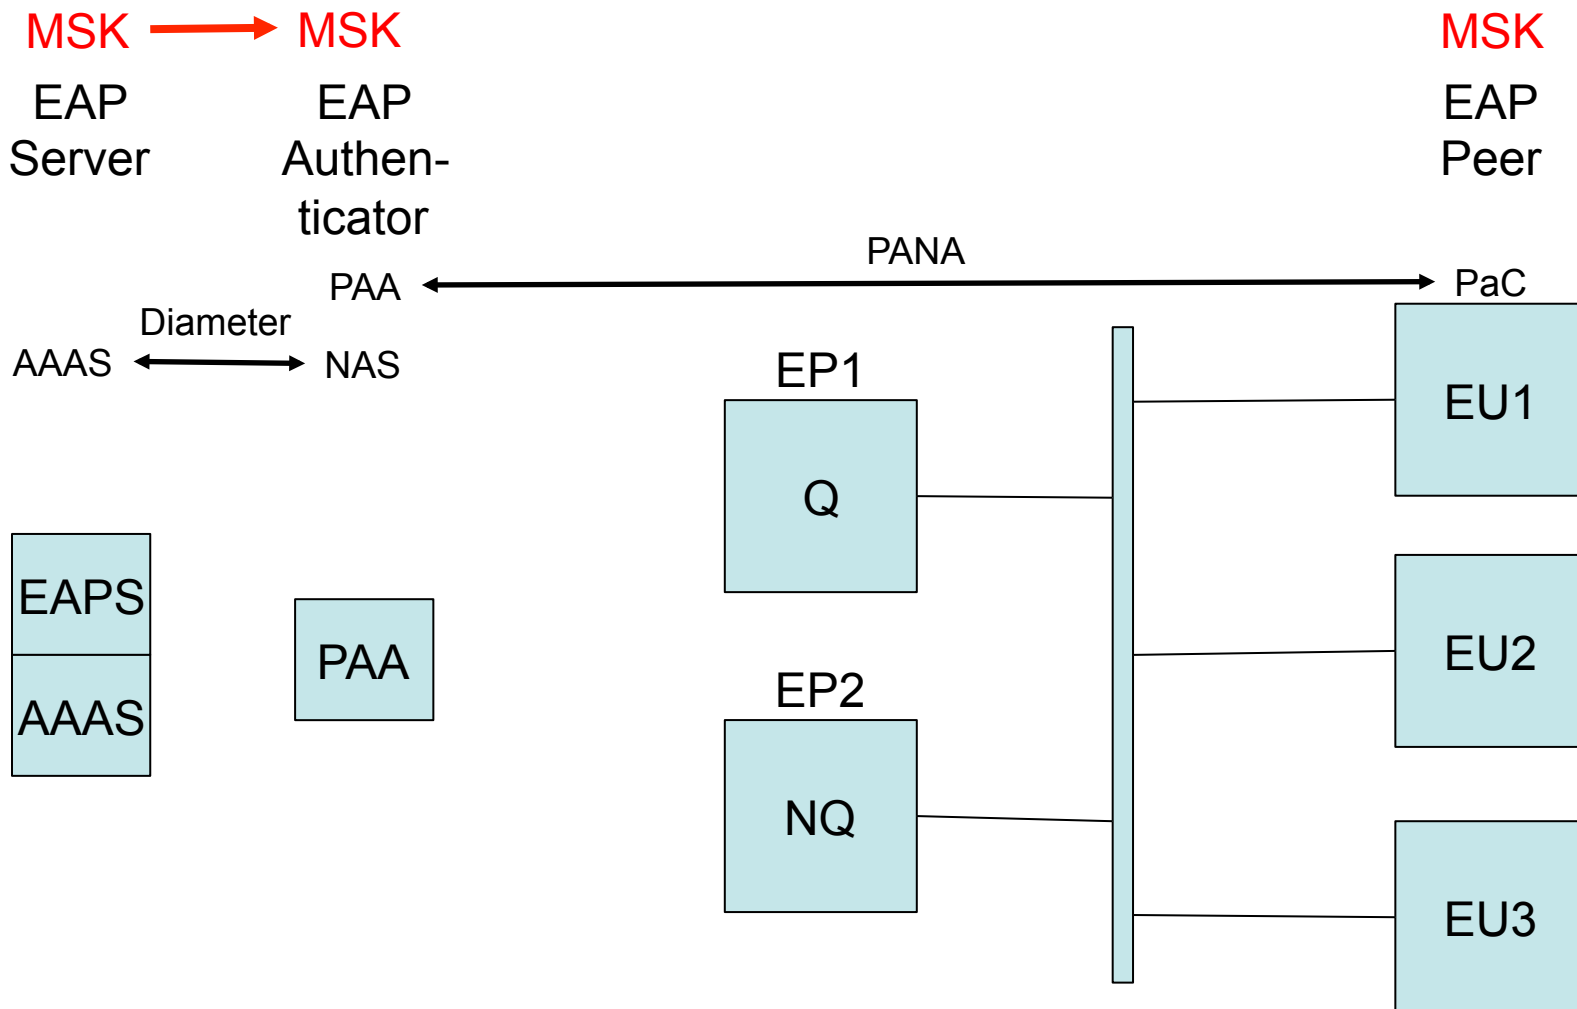 MSK
MSK
MSK
EAP
Server
EAP
Authen-
ticator
EAP
Peer
PANA
PAA
PaC
Diameter
AAAS
NAS
EP1
EU1
Q
EAPS
AAAS
PAA
EU2
EP2
NQ
EU3